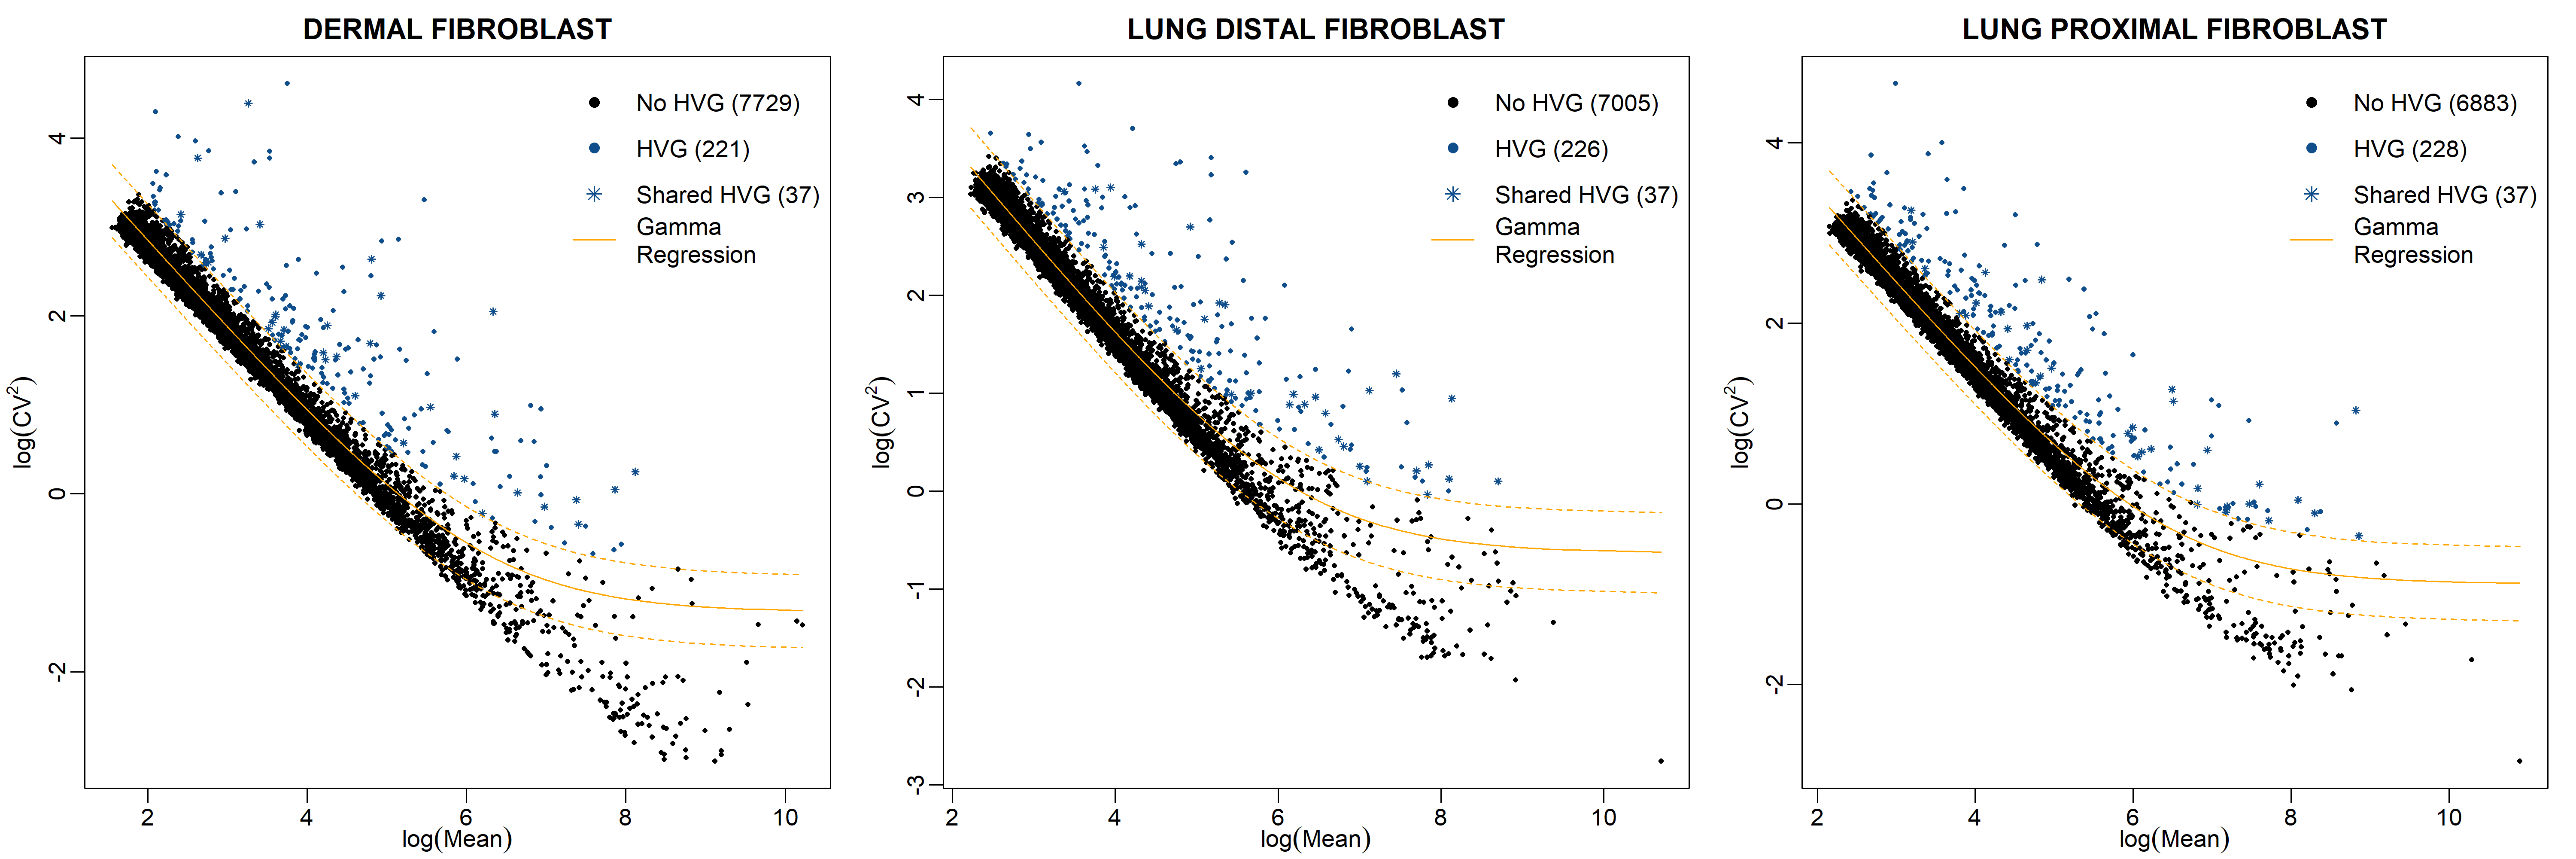 DERMAL FIBROBLAST
No HVG (7729)
HVG (221)
Shared HVG (37)
Gamma
Regression
4
2
0
-2
log(CV²)
2 4 6 8 10
log(Mean)
LUNG DISTAL FIBROBLAST
No HVG (7005)
HVG (226)
Shared HVG (37)
Gamma
Regression
4
3
2
1
0
-1
-2
-3
log(CV²)
2 4 6 8 10
log(Mean)
LUNG PROXIMAL FIBROBLAST
No HVG (6883)
HVG (228)
Shared HVG (37)
Gamma
Regression
4
2
0
-2
log(CV²)
2 4 6 8 10
log(Mean)